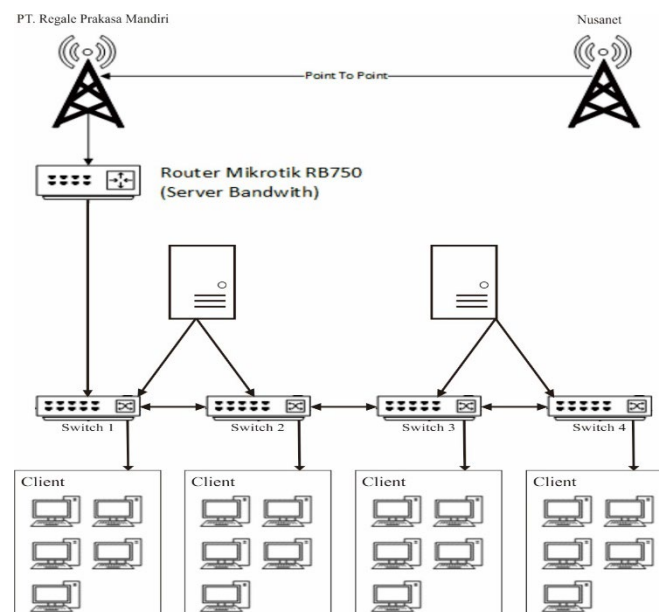 PT. Regale Prakasa Mandiri
Nusanet
Point To Point
Router Mikrotik RB750
(Server Bandwith)
Switch 1
Switch 2
Switch 3
Switch 4
Client
Client
Client
Client